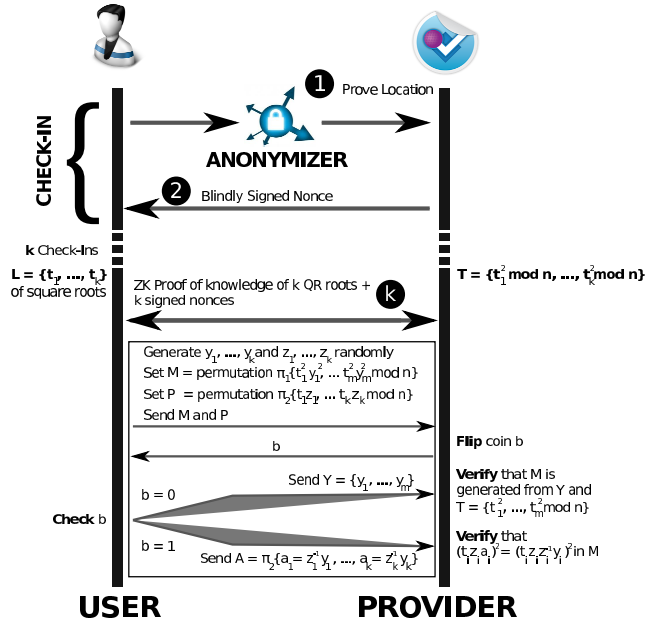 1 Prove Location
ANONYMIZER
CHECK-IN
2 Blindly Signed Nonce
k Check-Ins
L = {t₁, ..., tₖ}
of square roots
T = {t₁² mod n, ..., tₖ² mod n}
ZK Proof of knowledge of k QR roots +
k signed nonces
k
Generate y₁, ..., yₖ and z₁, ..., zₖ randomly
Set M = permutation π₁{t₁²y₁², ... tₘ²yₘ² mod n}
Set P = permutation π₂{t₁z₁, ... tₖzₖ mod n}
Send M and P
Flip coin b
b
Send Y = {y₁, ..., yₘ}
b = 0
Verify that M is
generated from Y and
T = {t₁², ..., tₘ² mod n}
Check b
b = 1
Verify that
(tᵢzᵢaᵢ)² = (tᵢzᵢzᵢ⁻¹yᵢ)² in M
Send A = π₂{a₁ = z₁⁻¹y₁, ..., aₖ = zₖ⁻¹yₖ}
USER
PROVIDER